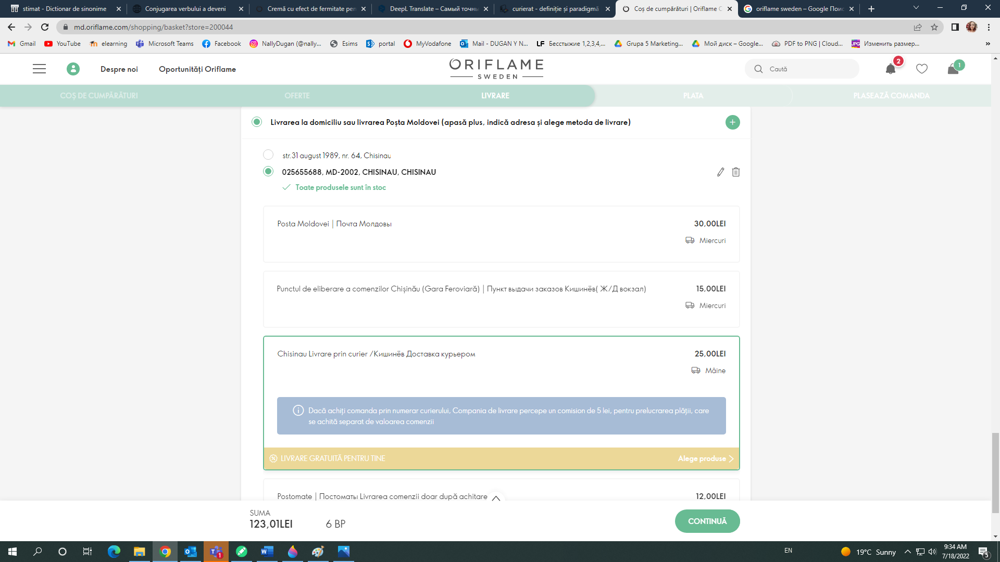 stimat - Dictionar de sinonime
Conjugarea verbului a deveni
Cremă cu efect de fermitate pen
DeepL Translate – Самый точны
curierat - definiție și paradigmă
Coș de cumpărături | Oriflame C
oriflame sweden – Google Поис
md.oriflame.com/shopping/basket?store=200044
Gmail
YouTube
elearning
Microsoft Teams
Facebook
NallyDugan (@nally...
Esims
portal
MyVodafone
Mail - DUGAN Y N...
LF Бесстыжие 1,2,3,4,...
Grupa 5 Marketing...
Мой диск – Google...
PDF to PNG | Cloud...
JPG Изменить размер...
»
Despre noi
Oportunități Oriflame
ORIFLAME
SWEDEN
Caută
2
1
COȘ DE CUMPĂRĂTURI
OFERTE
LIVRARE
PLATA
PLASEAZĂ COMANDA
Livrarea la domiciliu sau livrarea Poșta Moldovei (apasă plus, indică adresa și alege metoda de livrare)
str.31 august 1989, nr. 64, Chisinau
025655688, MD-2002, CHISINAU, CHISINAU
Toate produsele sunt în stoc
Posta Moldovei | Почта Молдовы
30,00LEI
Miercuri
Punctul de eliberare a comenzilor Chișinău (Gara Feroviară) | Пункт выдачи заказов Кишинёв( Ж/Д вокзал)
15,00LEI
Miercuri
Chisinau Livrare prin curier /Кишинёв Доставка курьером
25,00LEI
Mâine
Dacă achiți comanda prin numerar curierului, Compania de livrare percepe un comision de 5 lei, pentru prelucrarea plății, care
se achită separat de valoarea comenzii
LIVRARE GRATUITĂ PENTRU TINE
Alege produse
Postomate | Постоматы Livrarea comenzii doar după achitare
12,00LEI
SUMA
123,01LEI
6 BP
CONTINUĂ
1
EN
19°C Sunny
9:34 AM
7/18/2022
5